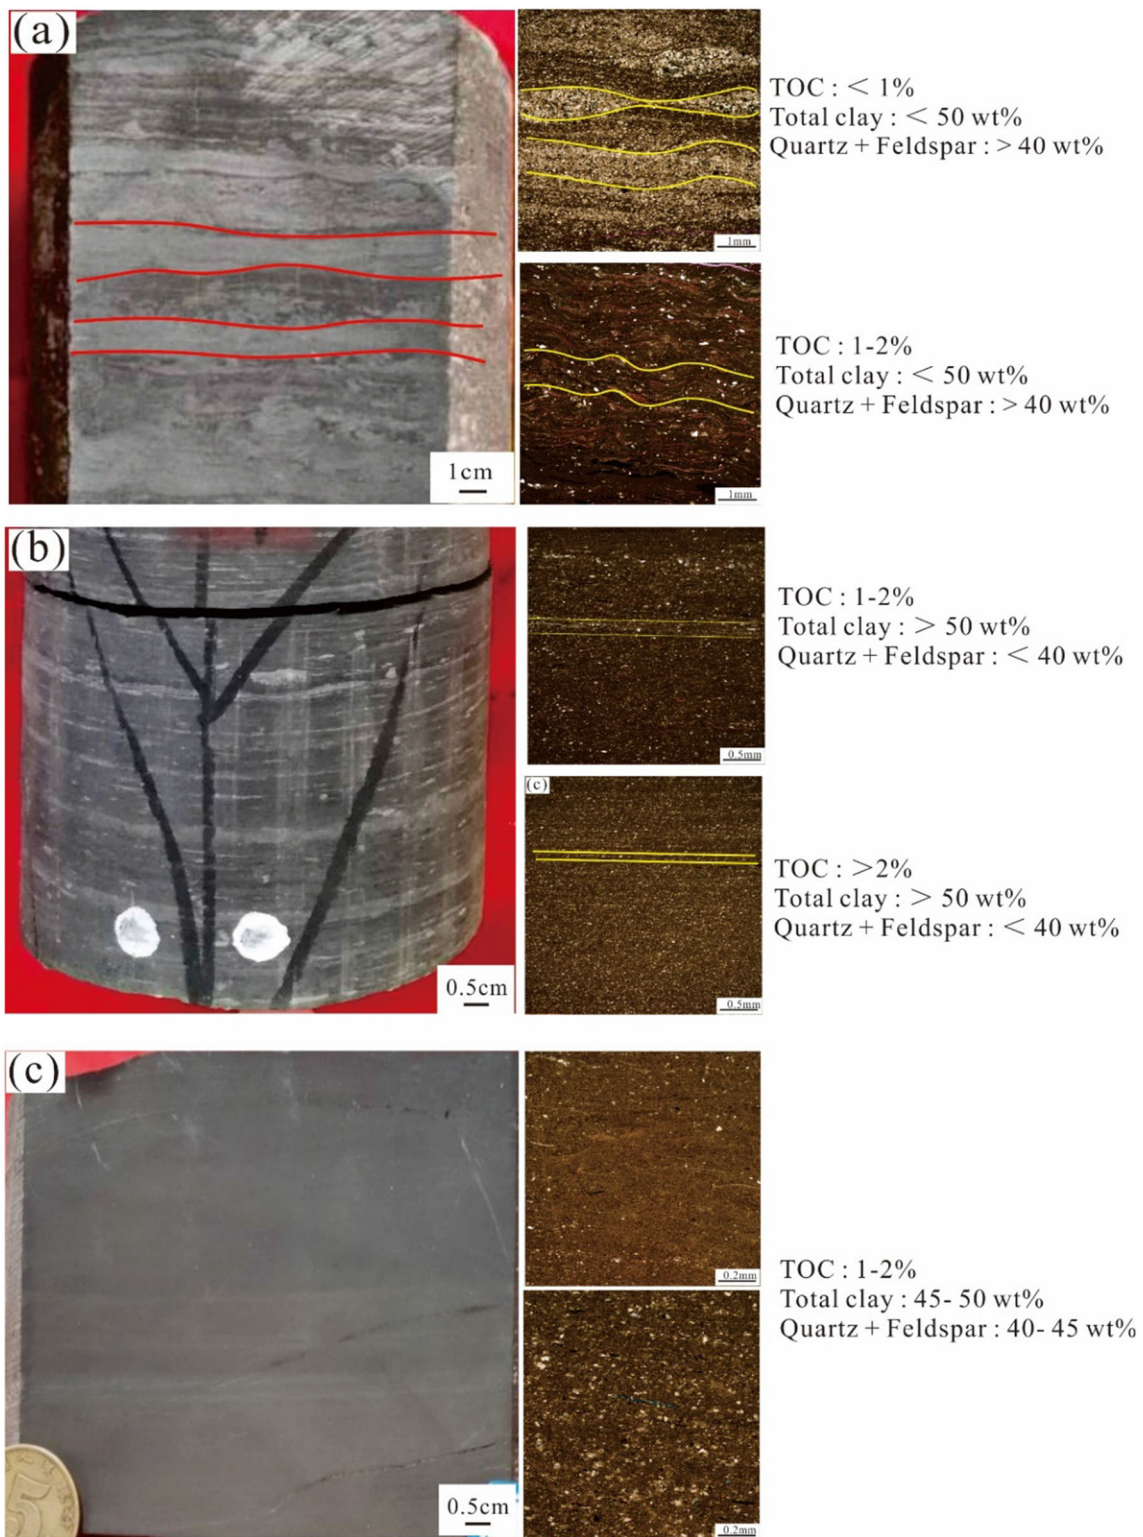 (a)
TOC : < 1%
Total clay : < 50 wt%
Quartz + Feldspar : > 40 wt%
1mm
TOC : 1-2%
Total clay : < 50 wt%
Quartz + Feldspar : > 40 wt%
1cm
1mm
(b)
TOC : 1-2%
Total clay : > 50 wt%
Quartz + Feldspar : < 40 wt%
0.5mm
(c)
TOC : >2%
Total clay : > 50 wt%
Quartz + Feldspar : < 40 wt%
0.5cm
0.5mm
(c)
0.2mm
TOC : 1-2%
Total clay : 45- 50 wt%
Quartz + Feldspar : 40- 45 wt%
5
0.5cm
0.2mm